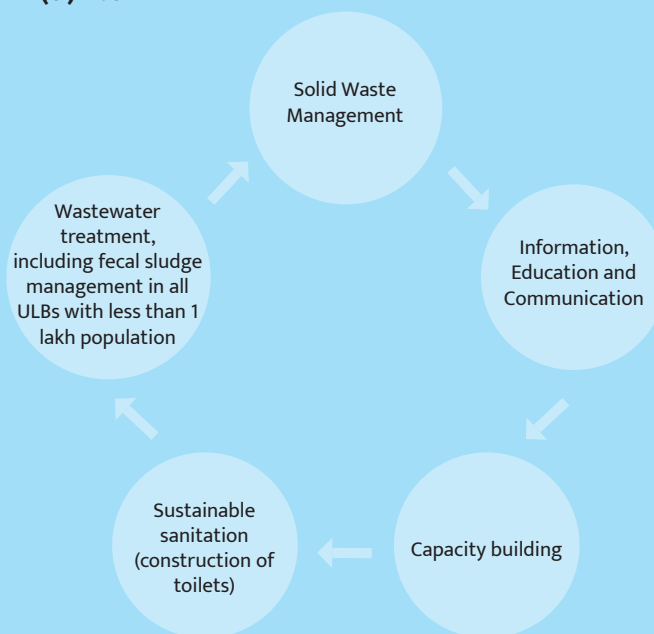 Solid Waste
Management
Information,
Education and
Communication
Capacity building
Sustainable
sanitation
(construction of
toilets)
Wastewater
treatment,
including fecal sludge
management in all
ULBs with less than 1
lakh population